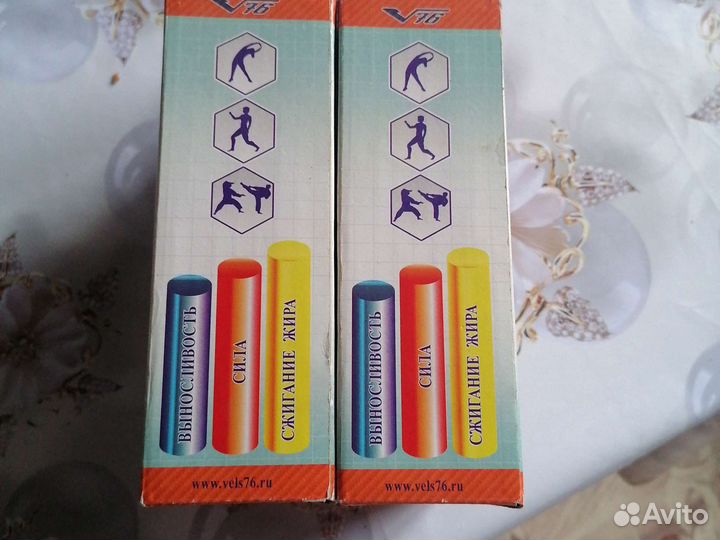 V76
V76
ВЫНОСЛИВОСТЬ
СИЛА
СЖИГАНИЕ ЖИРА
ВЫНОСЛИВОСТЬ
СИЛА
СЖИГАНИЕ ЖИРА
www.vels76.ru
www.vels76.ru
Avito